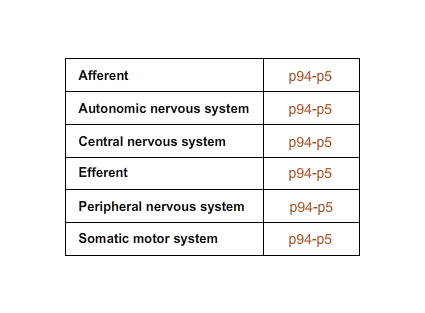 Afferent p94-p5
Autonomic nervous system p94-p5
Central nervous system p94-p5
Efferent p94-p5
Peripheral nervous system p94-p5
Somatic motor system p94-p5